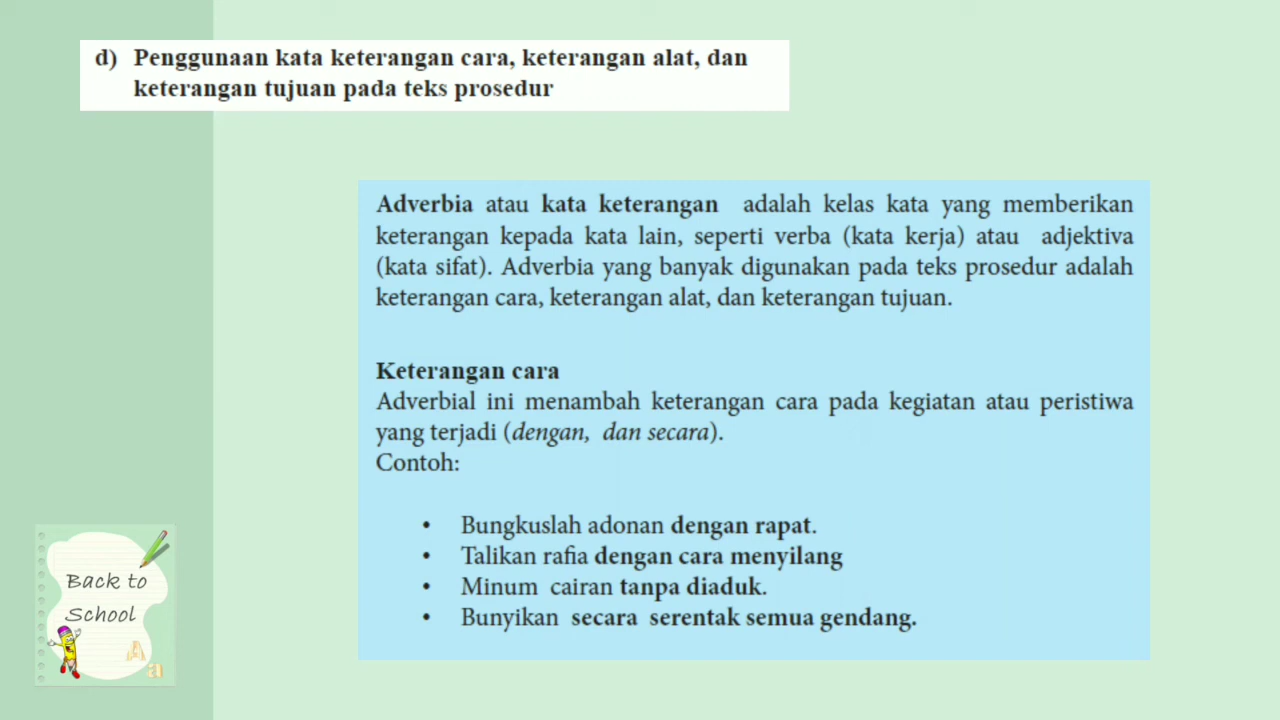 d) Penggunaan kata keterangan cara, keterangan alat, dan
keterangan tujuan pada teks prosedur
Adverbia atau kata keterangan adalah kelas kata yang memberikan
keterangan kepada kata lain, seperti verba (kata kerja) atau adjektiva
(kata sifat). Adverbia yang banyak digunakan pada teks prosedur adalah
keterangan cara, keterangan alat, dan keterangan tujuan.
Keterangan cara
Adverbial ini menambah keterangan cara pada kegiatan atau peristiwa
yang terjadi (dengan, dan secara).
Contoh:
• Bungkuslah adonan dengan rapat.
• Talikan rafia dengan cara menyilang
• Minum cairan tanpa diaduk.
• Bunyikan secara serentak semua gendang.
Back to
School
A
a